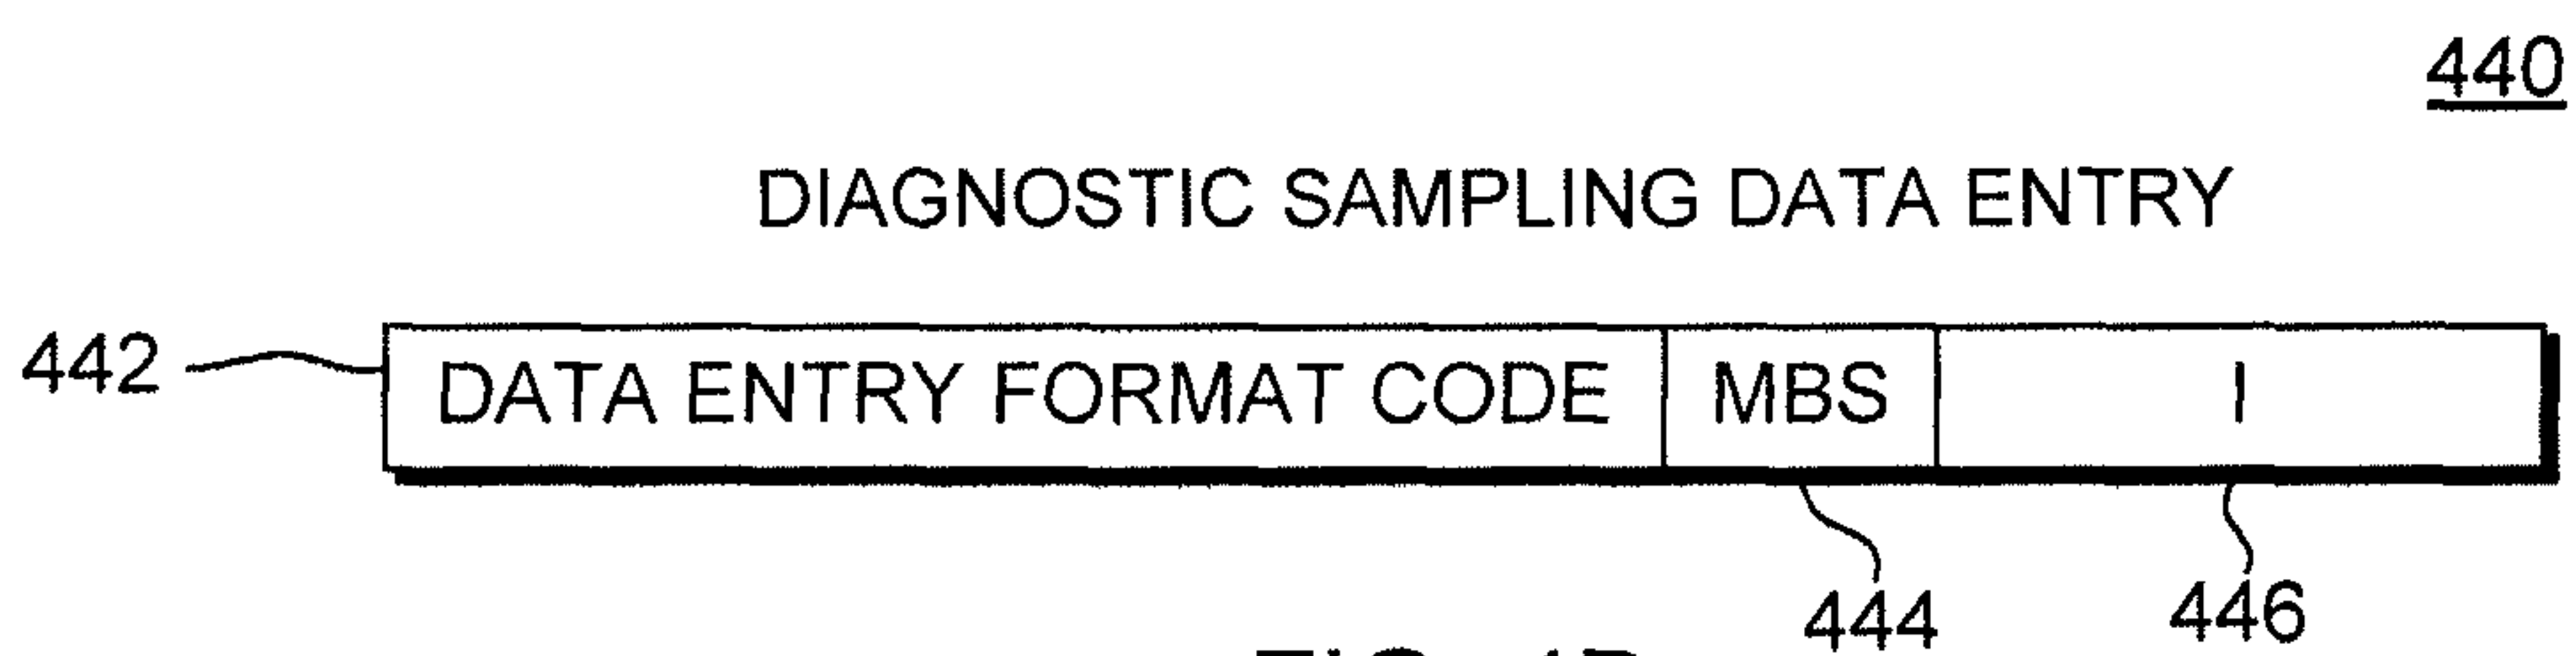 440
DIAGNOSTIC SAMPLING DATA ENTRY
442 DATA ENTRY FORMAT CODE MBS I
444 446